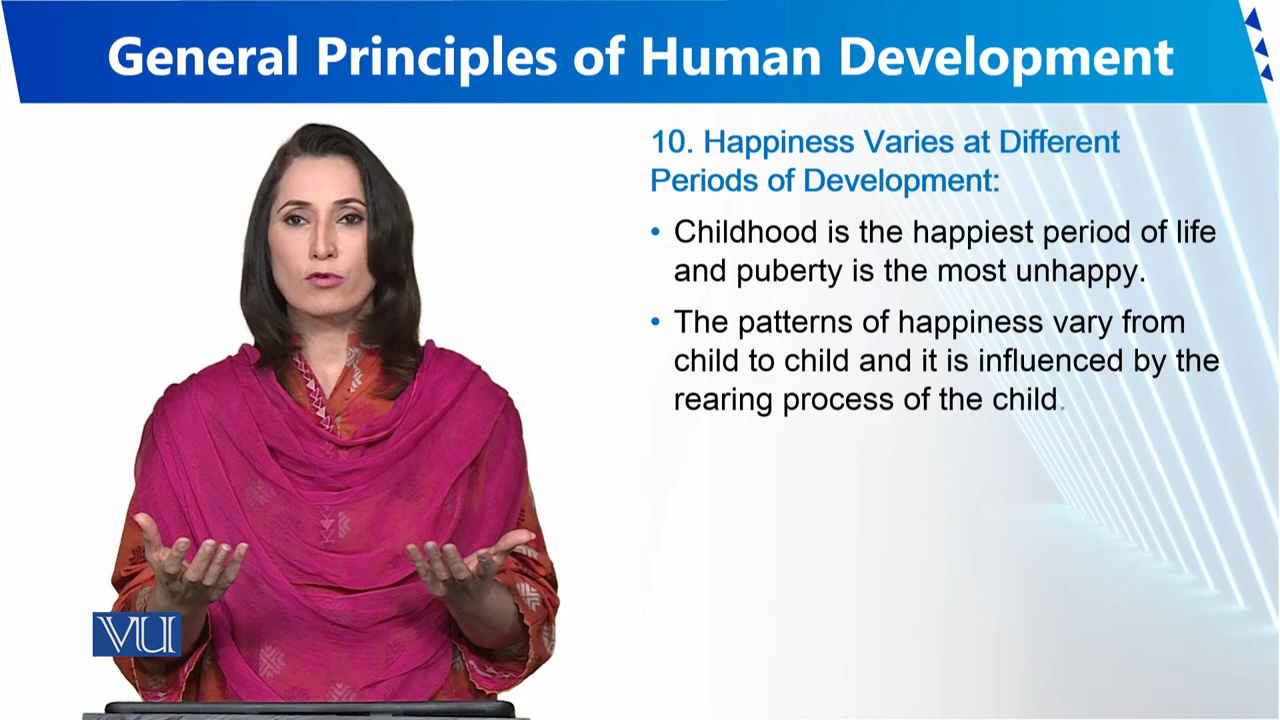 General Principles of Human Development
10. Happiness Varies at Different
Periods of Development:
• Childhood is the happiest period of life
and puberty is the most unhappy.
• The patterns of happiness vary from
child to child and it is influenced by the
rearing process of the child.
VU